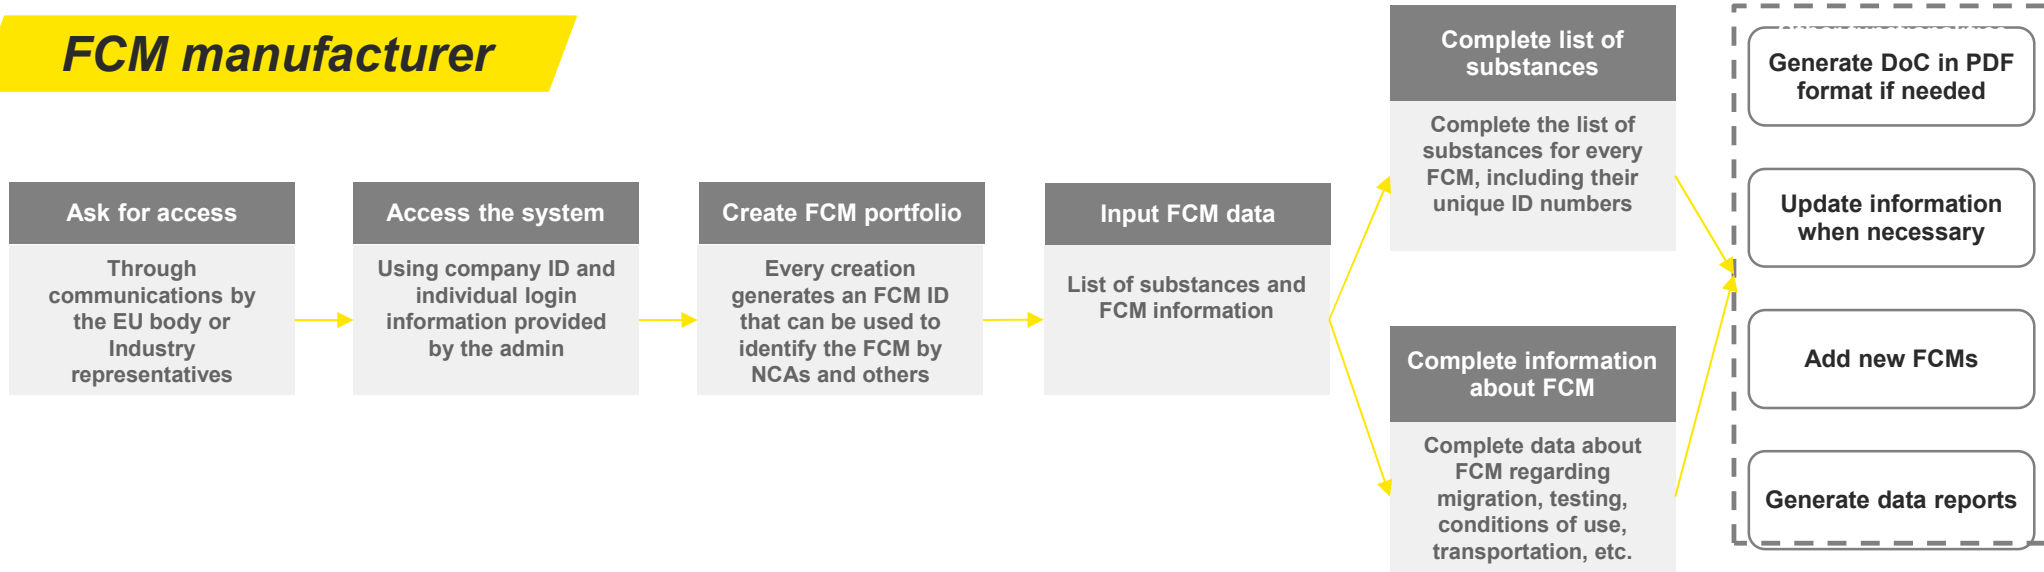 FCM manufacturer
Ask for access
Through
communications by
the EU body or
Industry
representatives
Access the system
Using company ID and
individual login
information provided
by the admin
Create FCM portfolio
Every creation
generates an FCM ID
that can be used to
identify the FCM by
NCAs and others
Input FCM data
List of substances and
FCM information
Complete list of
substances
Complete the list of
substances for every
FCM, including their
unique ID numbers
Complete information
about FCM
Complete data about
FCM regarding
migration, testing,
conditions of use,
transportation, etc.
Other functionalities
Generate DoC in PDF
format if needed
Update information
when necessary
Add new FCMs
Generate data reports